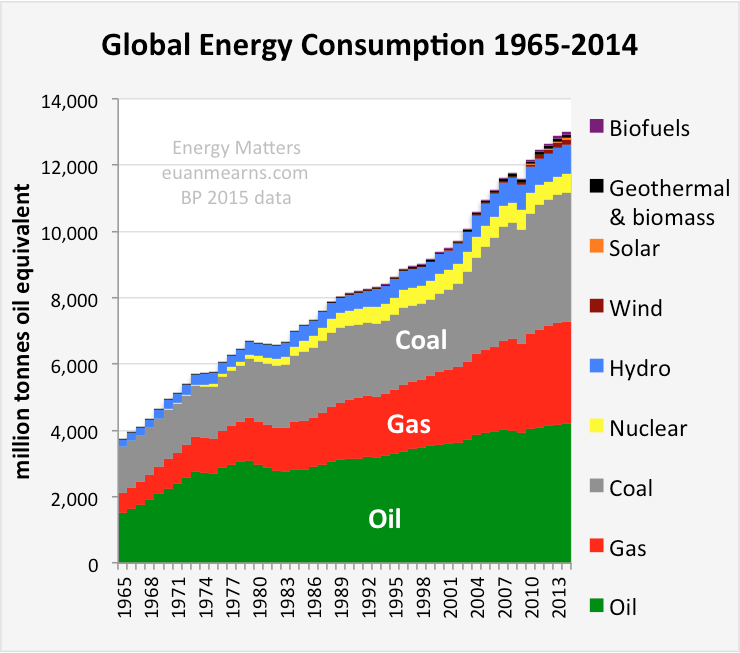 Global Energy Consumption 1965-2014
million tonnes oil equivalent
14,000
12,000
10,000
8,000
6,000
4,000
2,000
0
Energy Matters
euanmearns.com
BP 2015 data
Coal
Gas
Oil
1965
1968
1971
1974
1977
1980
1983
1986
1989
1992
1995
1998
2001
2004
2007
2010
2013
Biofuels
Geothermal
& biomass
Solar
Wind
Hydro
Nuclear
Coal
Gas
Oil